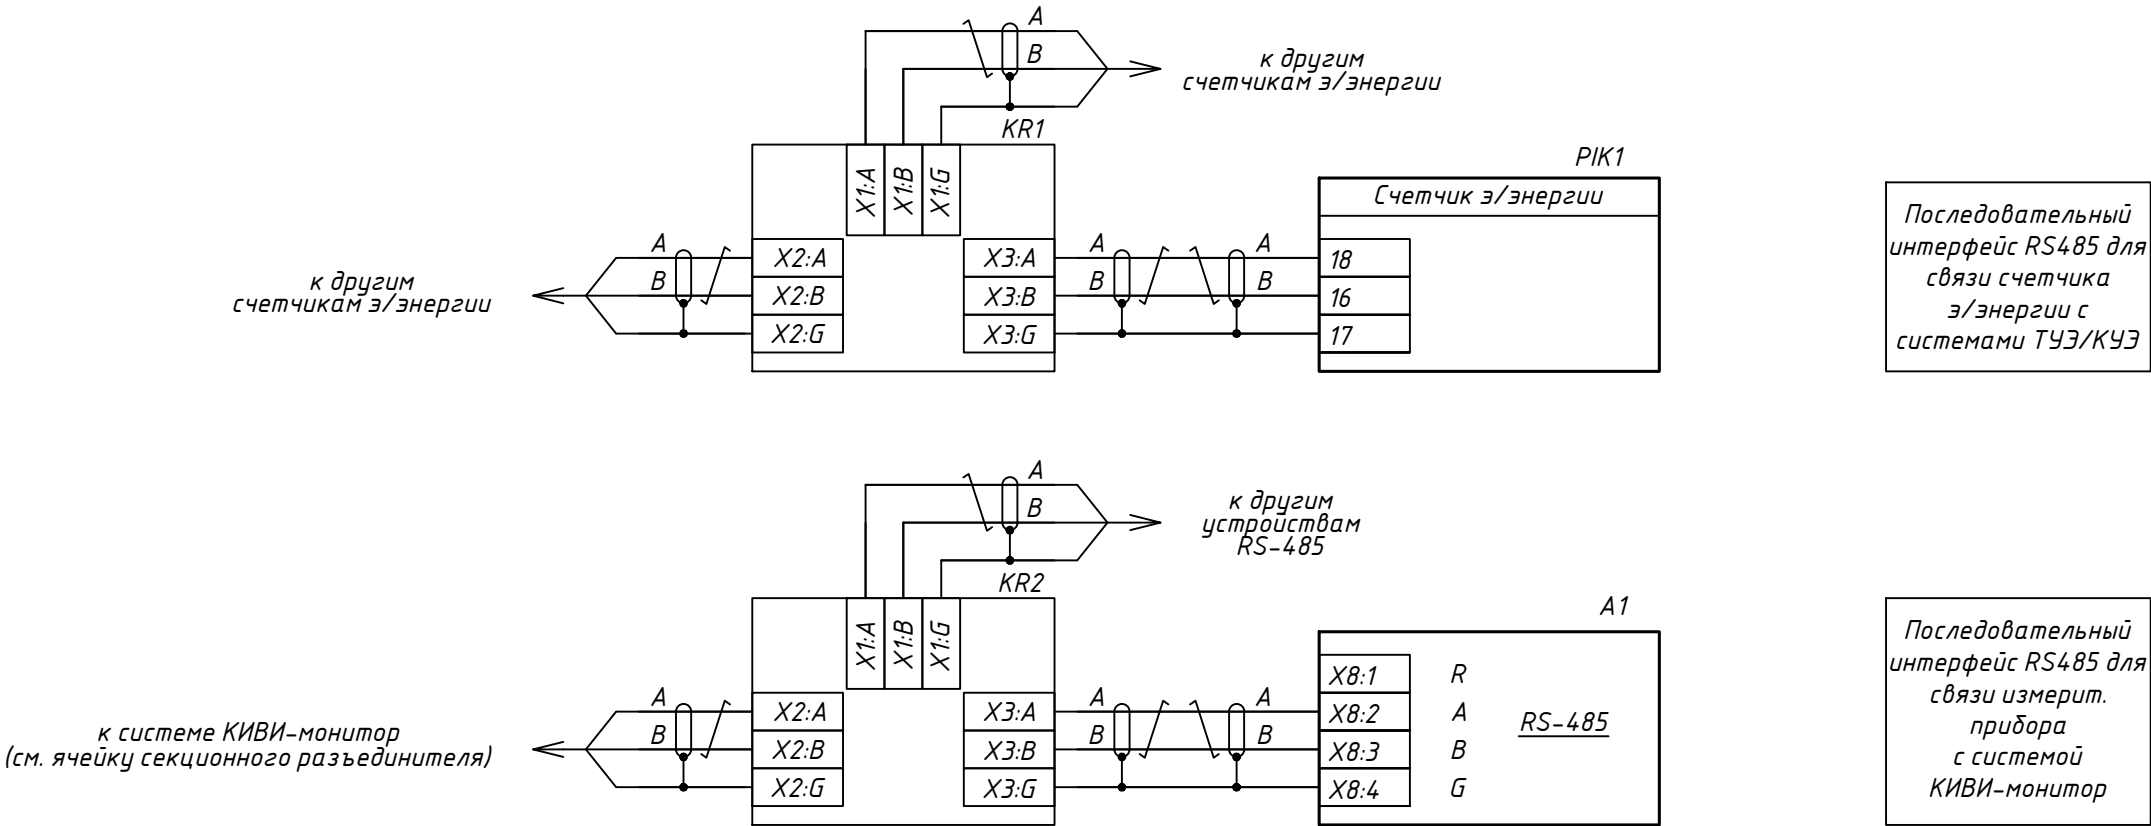 A
B
к другим
счетчикам э/энергии
KR1
X1:A
X1:B
X1:G
PIK1
Счетчик э/энергии
к другим
счетчикам э/энергии
A
B
X2:A
X2:B
X2:G
X3:A
X3:B
X3:G
A
B
A
B
18
16
17
Последовательный
интерфейс RS485 для
связи счетчика
э/энергии с
системами ТУЭ/КУЭ
A
B
к другим
устройствам
RS-485
KR2
X1:A
X1:B
X1:G
A1
к системе КИВИ-монитор
(см. ячейку секционного разъединителя)
A
B
X2:A
X2:B
X2:G
X3:A
X3:B
X3:G
A
B
A
B
X8:1 R
X8:2 A
X8:3 B
X8:4 G
RS-485
Последовательный
интерфейс RS485 для
связи измерит.
прибора
с системой
КИВИ-монитор